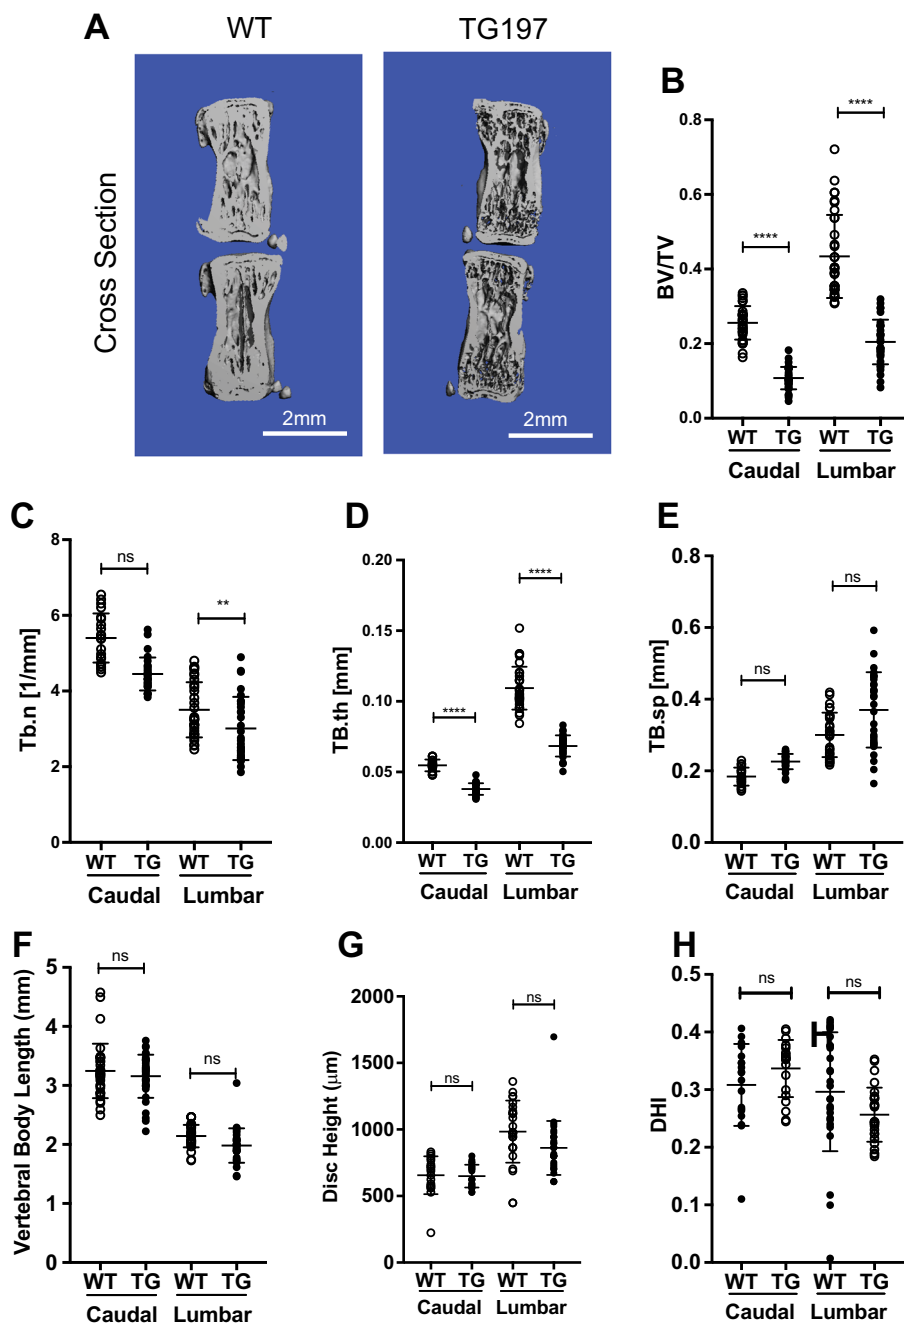 A
WT
TG197
Cross Section
2mm
2mm
B
BV/TV
0.8
0.6
0.4
0.2
0.0
****
****
WT TG WT TG
Caudal Lumbar
C
Tb.n [1/mm]
8
6
4
2
0
ns
**
WT TG WT TG
Caudal Lumbar
D
TB.th [mm]
0.20
0.15
0.10
0.05
0.00
****
****
WT TG WT TG
Caudal Lumbar
E
TB.sp [mm]
0.8
0.6
0.4
0.2
0.0
ns
ns
WT TG WT TG
Caudal Lumbar
F
Vertebral Body Length (mm)
5
4
3
2
1
0
ns
ns
WT TG WT TG
Caudal Lumbar
G
Disc Height (μm)
2000
1500
1000
500
0
ns
ns
WT TG WT TG
Caudal Lumbar
H
DHI
0.5
0.4
0.3
0.2
0.1
0.0
ns
ns
WT TG WT TG
Caudal Lumbar